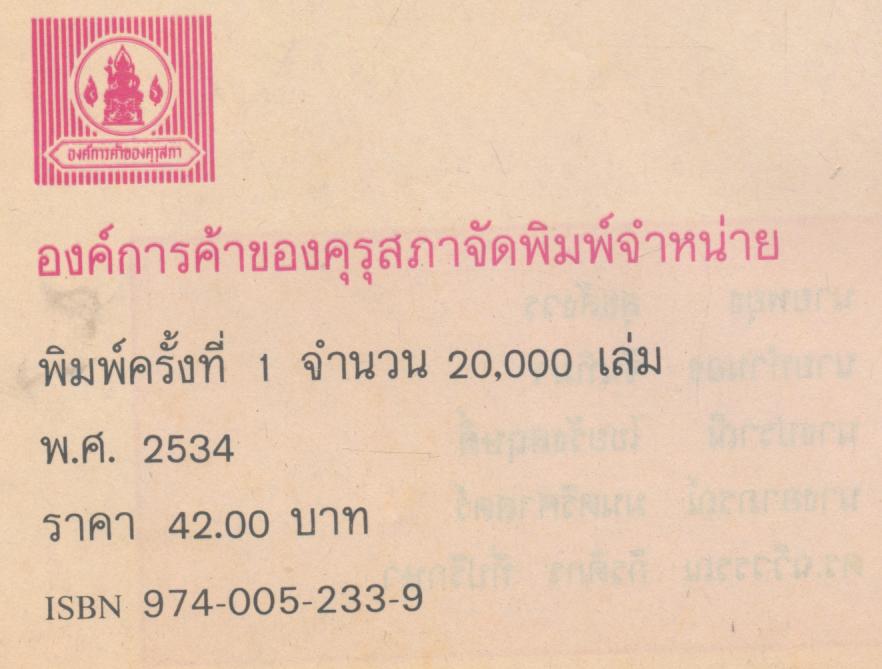 องค์การค้าของคุรุสภา
องค์การค้าของคุรุสภาจัดพิมพ์จำหน่าย
พิมพ์ครั้งที่ 1 จำนวน 20,000 เล่ม
พ.ศ. 2534
ราคา 42.00 บาท
ISBN 974-005-233-9